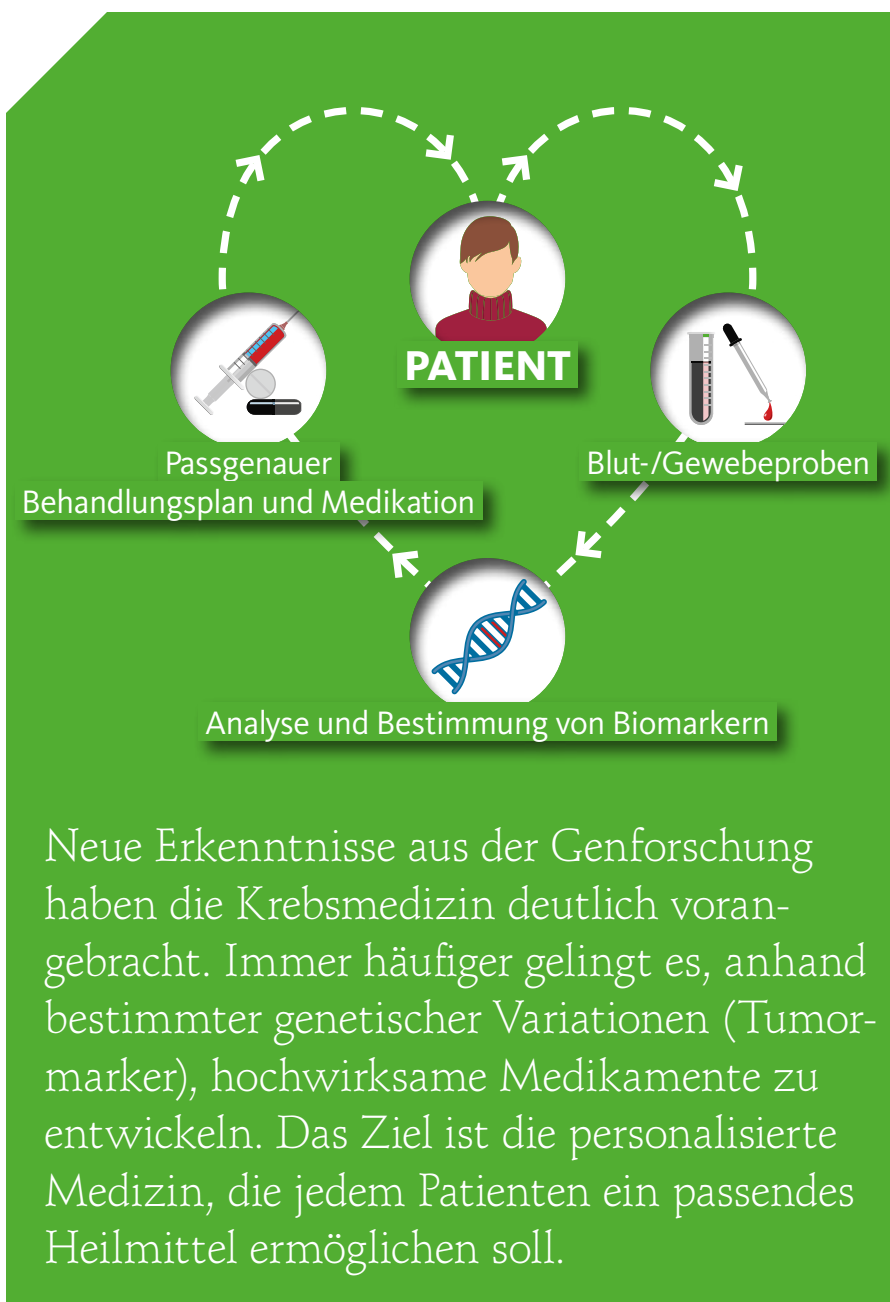 PATIENT
Passgenauer
Behandlungsplan und Medikation
Blut-/Gewebeproben
Analyse und Bestimmung von Biomarkern
Neue Erkenntnisse aus der Genforschung
haben die Krebsmedizin deutlich voran-
gebracht. Immer häufiger gelingt es, anhand
bestimmter genetischer Variationen (Tumor-
marker), hochwirksame Medikamente zu
entwickeln. Das Ziel ist die personalisierte
Medizin, die jedem Patienten ein passendes
Heilmittel ermöglichen soll.